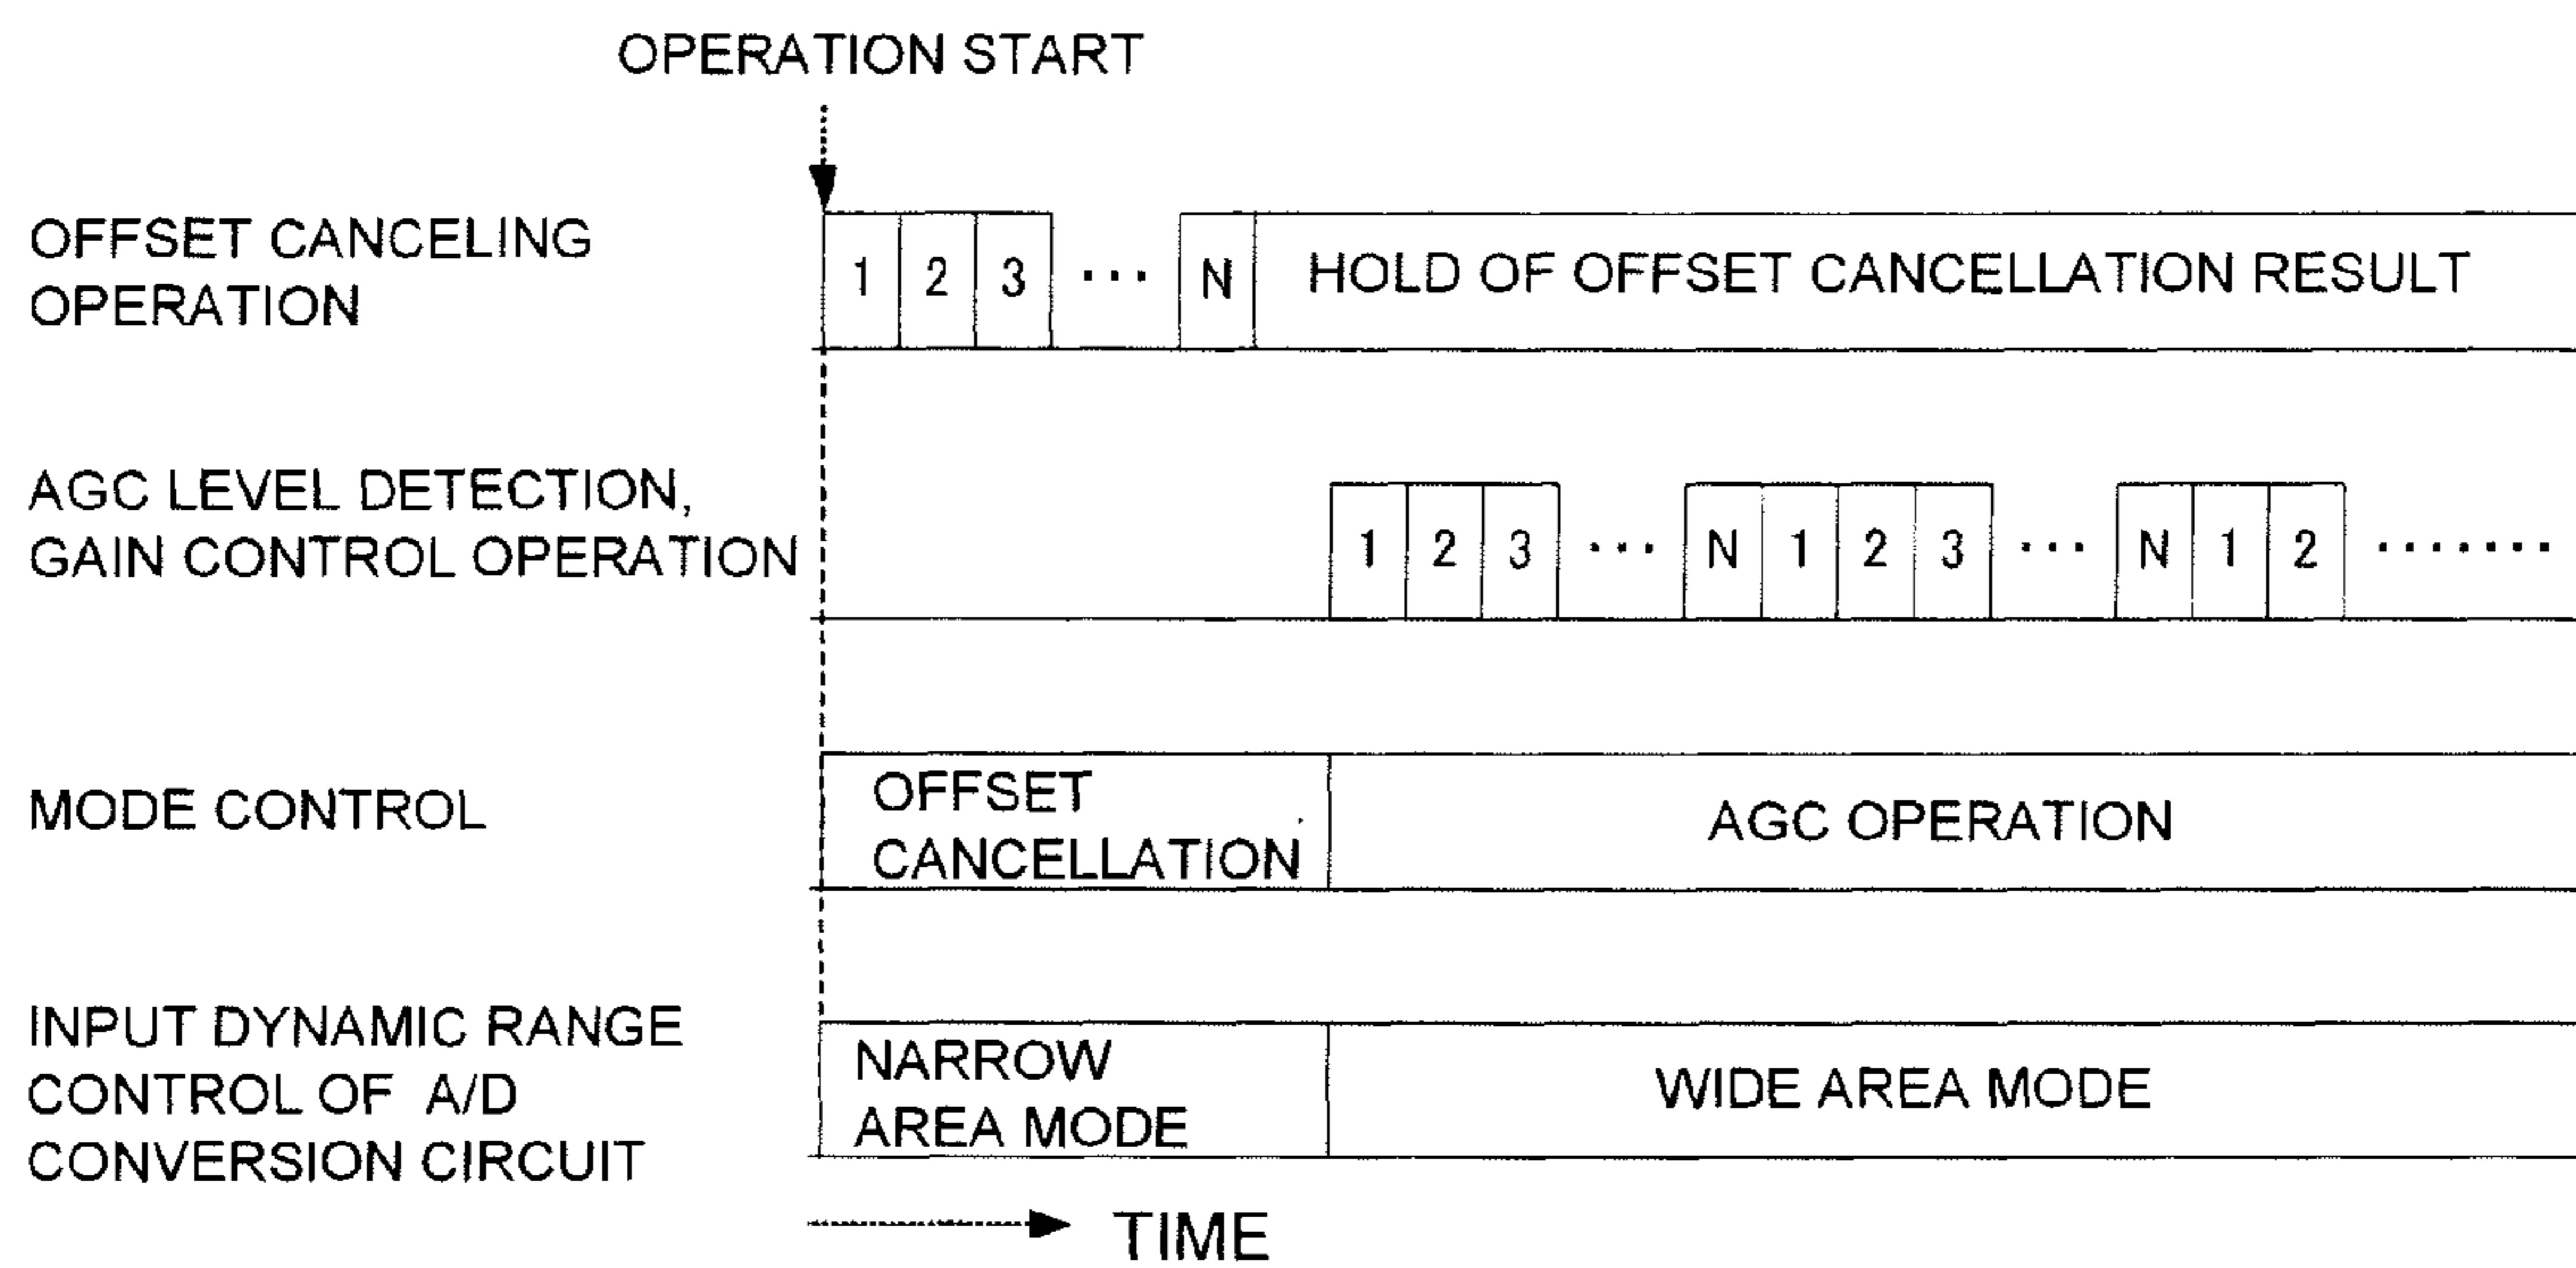 OPERATION START
OFFSET CANCELING
OPERATION
1 2 3 ··· N HOLD OF OFFSET CANCELLATION RESULT
AGC LEVEL DETECTION,
GAIN CONTROL OPERATION
1 2 3 ··· N 1 2 3 ··· N 1 2 ·······
MODE CONTROL
OFFSET
CANCELLATION
AGC OPERATION
INPUT DYNAMIC RANGE
CONTROL OF A/D
CONVERSION CIRCUIT
NARROW
AREA MODE
WIDE AREA MODE
TIME